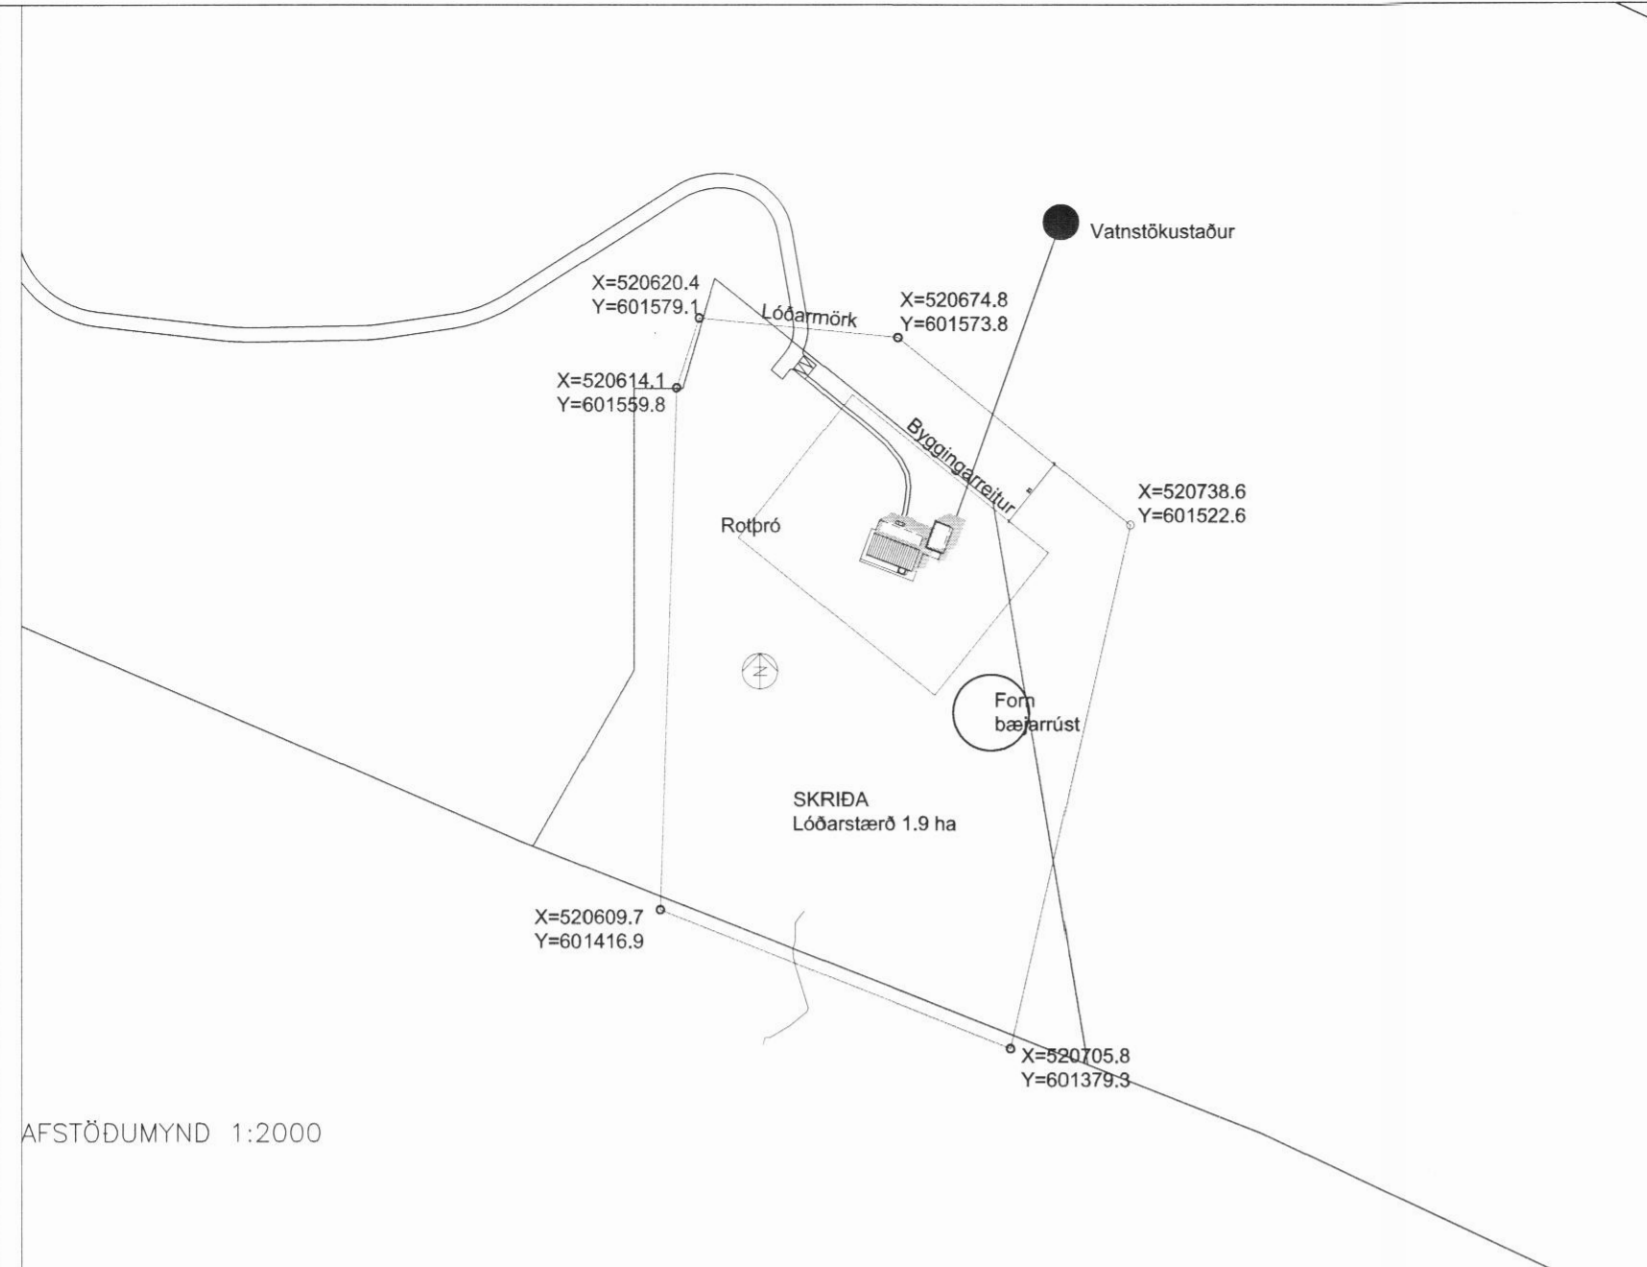 Vatnstökustaður
X=520620.4
Y=601579.1
Lóðarmörk
X=520674.8
Y=601573.8
X=520614.1
Y=601559.8
Byggingarreitur
X=520738.6
Y=601522.6
Rotþró
N
Forn
bæjarrúst
SKRIÐA
Lóðarstærð 1.9 ha
X=520609.7
Y=601416.9
X=520705.8
Y=601379.3
AFSTÖÐUMYND 1:2000